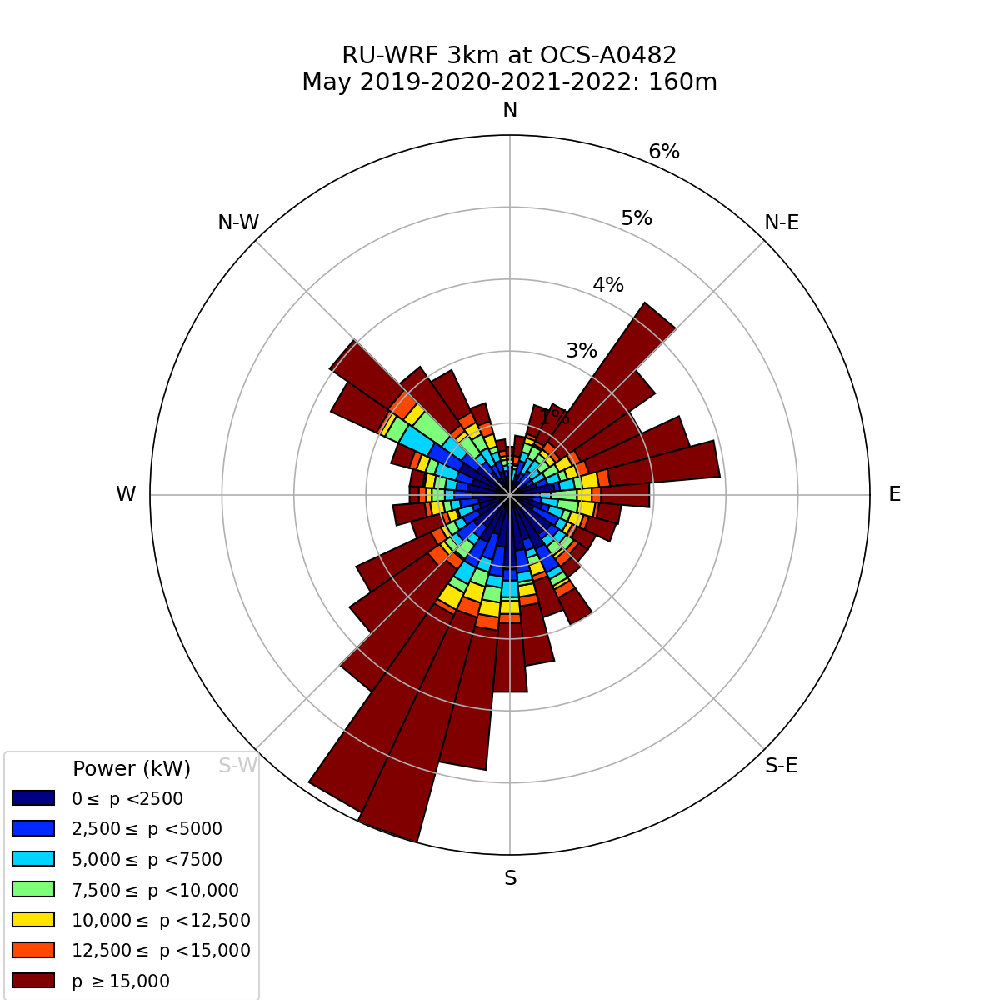 RU-WRF 3km at OCS-A0482
May 2019-2020-2021-2022: 160m
N
6%
5%
N-W
N-E
4%
3%
1%
W
E
S-W
S-E
S
Power (kW)
0≤ p <2500
2,500≤ p <5000
5,000≤ p <7500
7,500≤ p <10,000
10,000≤ p <12,500
12,500≤ p <15,000
p ≥15,000